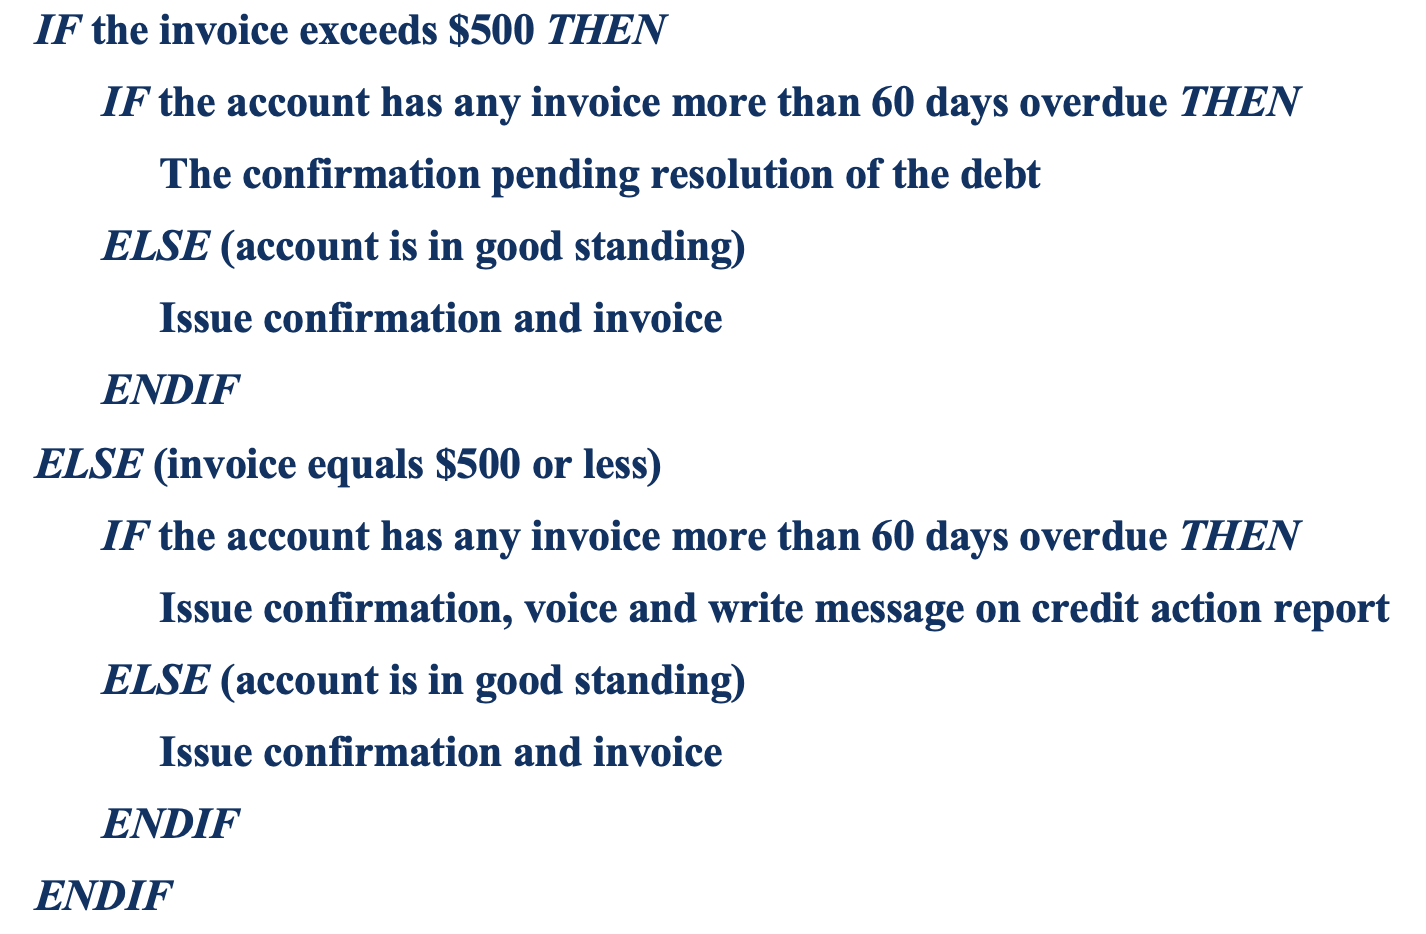 IF the invoice exceeds $500 THEN
IF the account has any invoice more than 60 days overdue THEN
The confirmation pending resolution of the debt
ELSE (account is in good standing)
Issue confirmation and invoice
ENDIF
ELSE (invoice equals $500 or less)
IF the account has any invoice more than 60 days overdue THEN
Issue confirmation, voice and write message on credit action report
ELSE (account is in good standing)
Issue confirmation and invoice
ENDIF
ENDIF